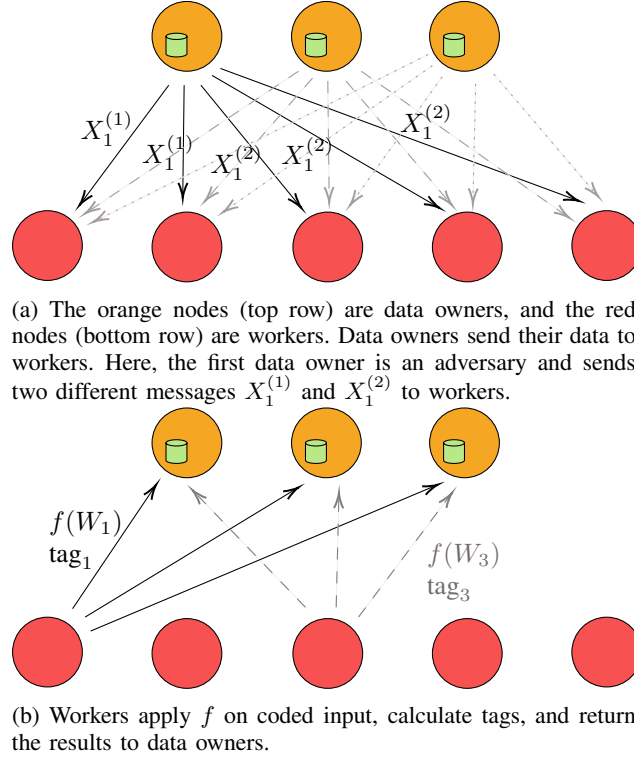 X_1^{(1)} X_1^{(1)} X_1^{(2)} X_1^{(2)} X_1^{(2)}
(a) The orange nodes (top row) are data owners, and the red
nodes (bottom row) are workers. Data owners send their data to
workers. Here, the first data owner is an adversary and sends
two different messages X_1^{(1)} and X_1^{(2)} to workers.
f(W_1)
tag_1
f(W_3)
tag_3
(b) Workers apply f on coded input, calculate tags, and return
the results to data owners.